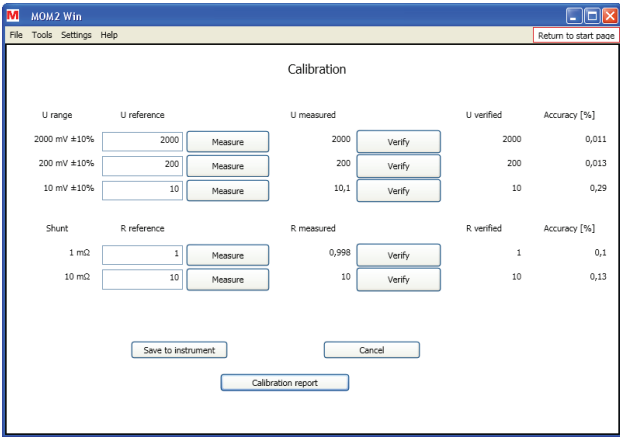 M MOM2 Win
File Tools Settings Help Return to start page
Calibration
U range U reference U measured U verified Accuracy [%]
2000 mV ±10% 2000 Measure 2000 Verify 2000 0,011
200 mV ±10% 200 Measure 200 Verify 200 0,013
10 mV ±10% 10 Measure 10,1 Verify 10 0,29
Shunt R reference R measured R verified Accuracy [%]
1 mΩ 1 Measure 0,998 Verify 1 0,1
10 mΩ 10 Measure 10 Verify 10 0,13
Save to instrument Cancel
Calibration report